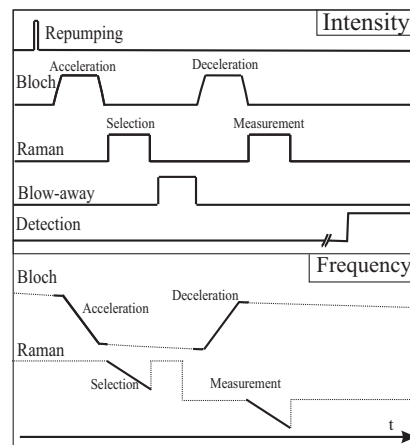 Intensity
Repumping
Acceleration
Deceleration
Bloch
Selection
Measurement
Raman
Blow-away
Detection
Frequency
Bloch
Acceleration
Deceleration
Raman
Selection
Measurement
t